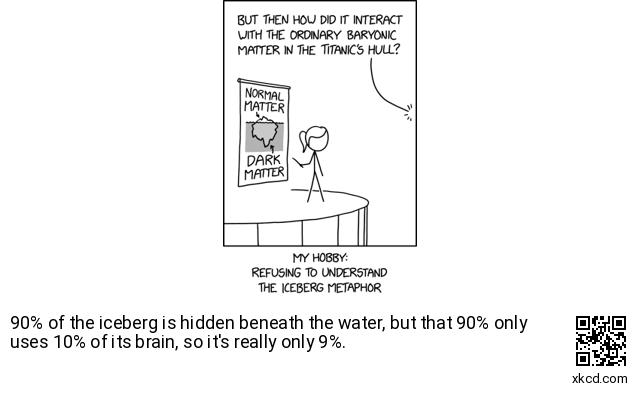 BUT THEN HOW DID IT INTERACT
WITH THE ORDINARY BARYONIC
MATTER IN THE TITANIC'S HULL?
NORMAL
MATTER
DARK
MATTER
MY HOBBY:
REFUSING TO UNDERSTAND
THE ICEBERG METAPHOR
90% of the iceberg is hidden beneath the water, but that 90% only
uses 10% of its brain, so it's really only 9%.
xkcd.com